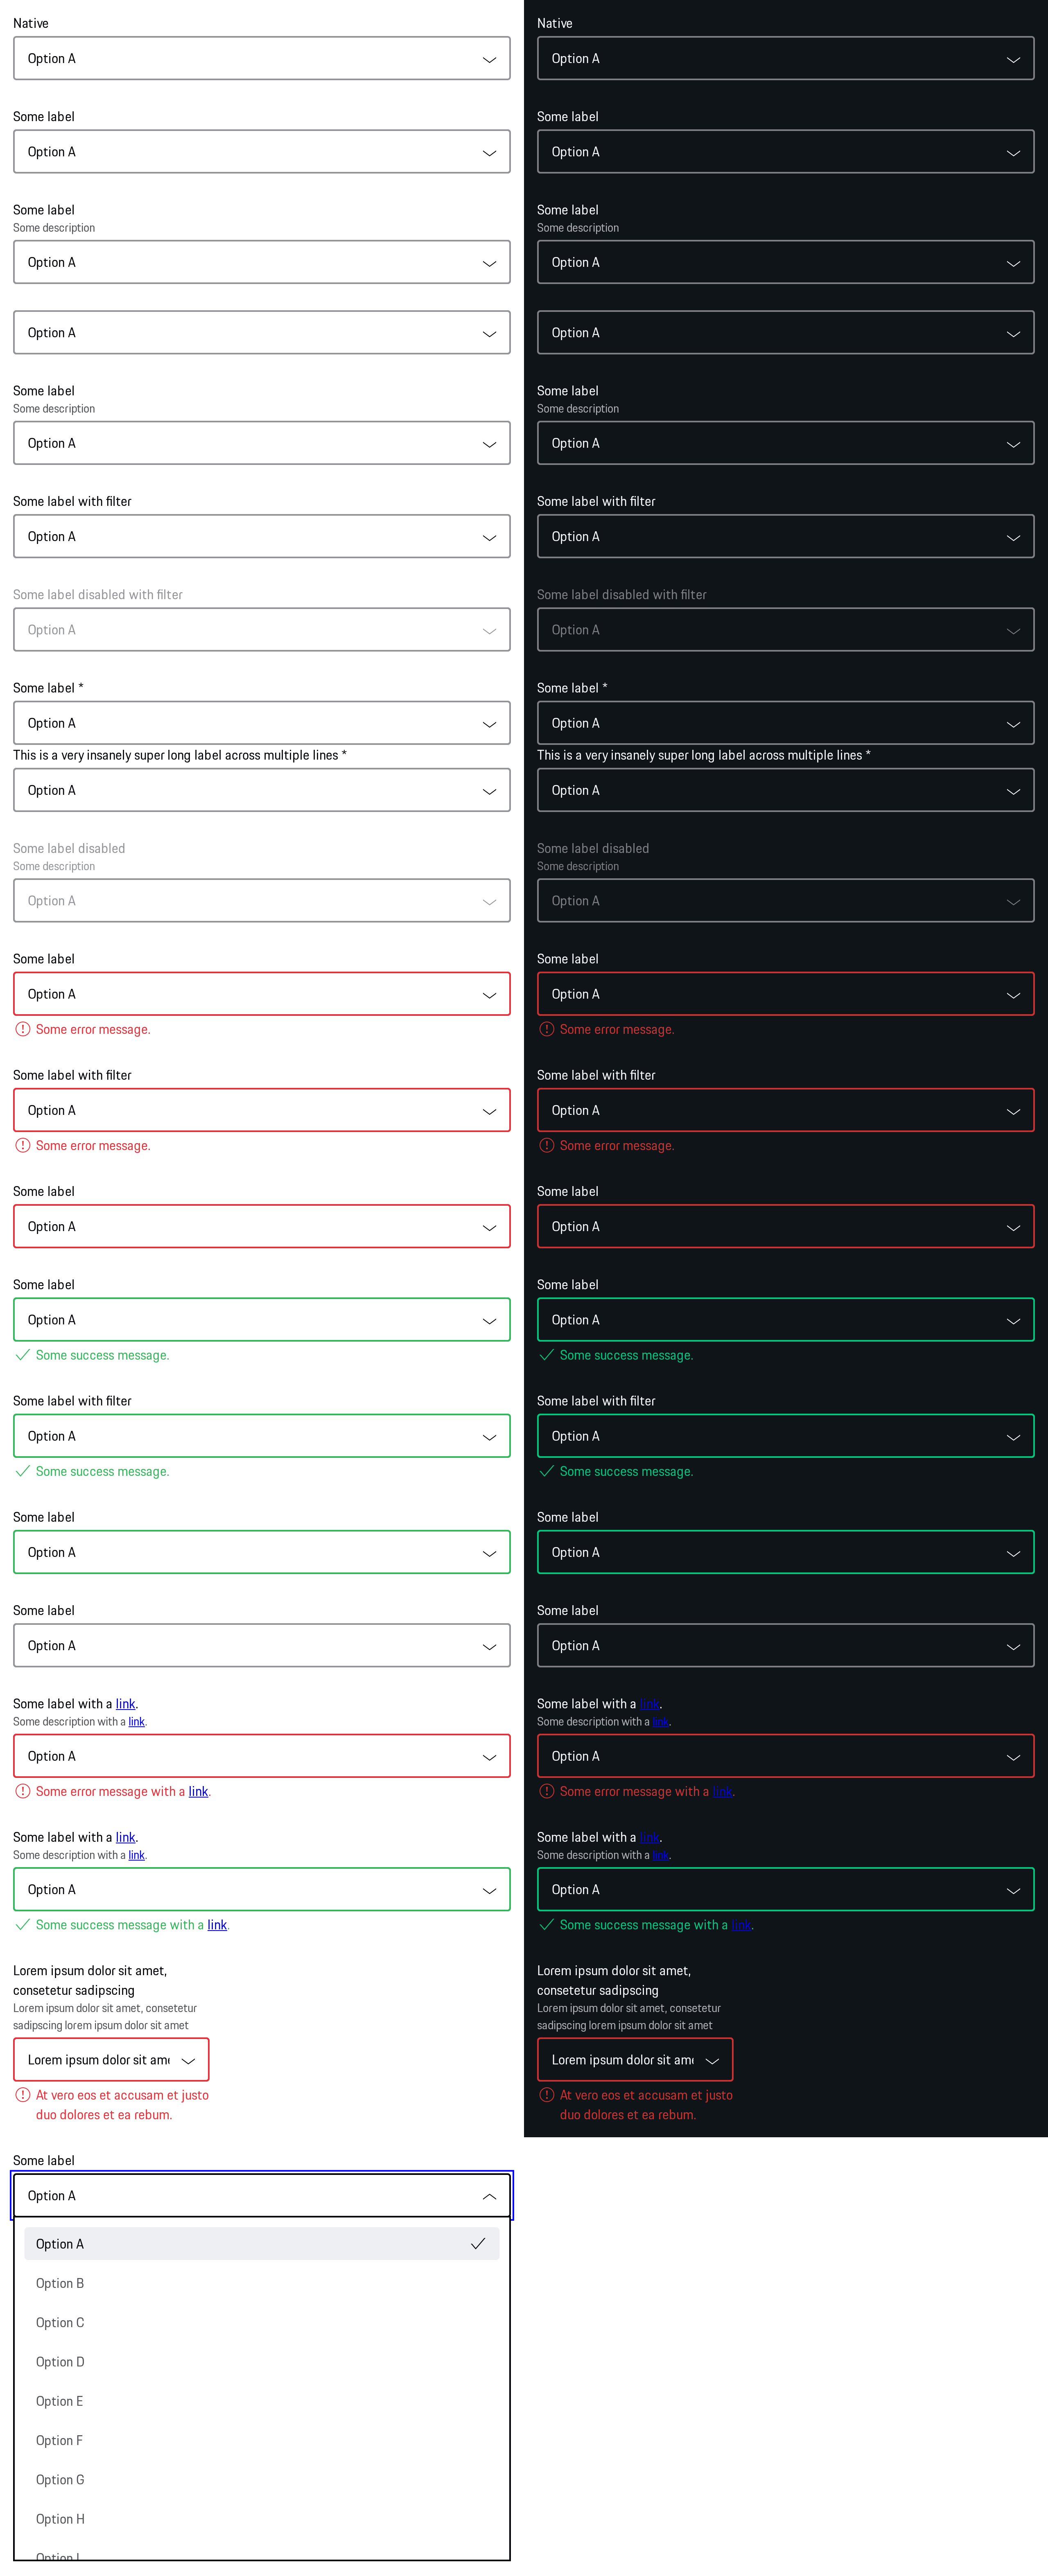 Native
Option A
Some label
Option A
Some label
Some description
Option A
Option A
Some label
Some description
Option A
Some label with filter
Option A
Some label disabled with filter
Option A
Some label *
Option A
This is a very insanely super long label across multiple lines *
Option A
Some label disabled
Some description
Option A
Some label
Option A
Some error message.
Some label with filter
Option A
Some error message.
Some label
Option A
Some label
Option A
Some success message.
Some label with filter
Option A
Some success message.
Some label
Option A
Some label
Option A
Some label with a link.
Some description with a link.
Option A
Some error message with a link.
Some label with a link.
Some description with a link.
Option A
Some success message with a link.
Lorem ipsum dolor sit amet,
consetetur sadipscing
Lorem ipsum dolor sit amet, consetetur
sadipscing lorem ipsum dolor sit amet
Lorem ipsum dolor sit am
At vero eos et accusam et justo
duo dolores et ea rebum.
Some label
Option A
Option A
Option B
Option C
Option D
Option E
Option F
Option G
Option H
Option I
Native
Option A
Some label
Option A
Some label
Some description
Option A
Option A
Some label
Some description
Option A
Some label with filter
Option A
Some label disabled with filter
Option A
Some label *
Option A
This is a very insanely super long label across multiple lines *
Option A
Some label disabled
Some description
Option A
Some label
Option A
Some error message.
Some label with filter
Option A
Some error message.
Some label
Option A
Some label
Option A
Some success message.
Some label with filter
Option A
Some success message.
Some label
Option A
Some label
Option A
Some label with a link.
Some description with a link.
Option A
Some error message with a link.
Some label with a link.
Some description with a link.
Option A
Some success message with a link.
Lorem ipsum dolor sit amet,
consetetur sadipscing
Lorem ipsum dolor sit amet, consetetur
sadipscing lorem ipsum dolor sit amet
Lorem ipsum dolor sit am
At vero eos et accusam et justo
duo dolores et ea rebum.